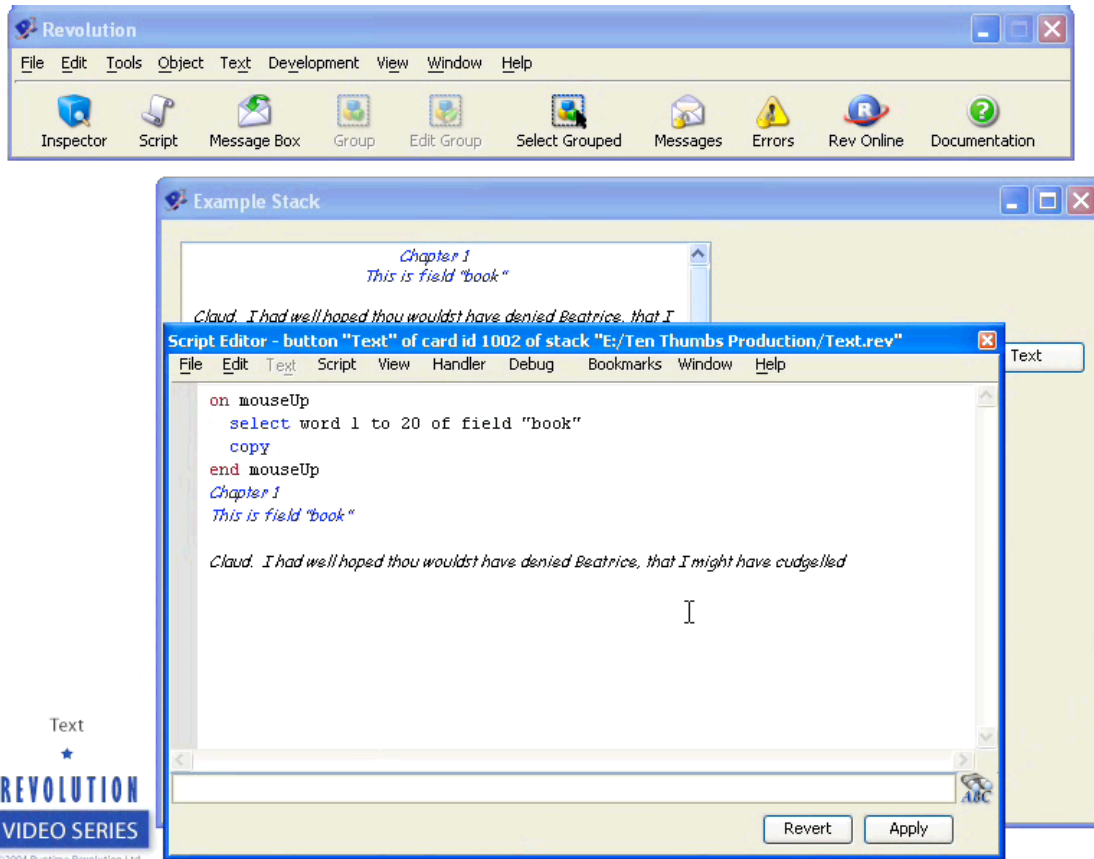 Revolution
File Edit Tools Object Text Development View Window Help
Inspector Script Message Box Group Edit Group Select Grouped Messages Errors Rev Online Documentation
Example Stack
Chapter 1
This is field "book"
Claud. I had well hoped thou wouldst have denied Beatrice, that I
Script Editor - button "Text" of card id 1002 of stack "E:/Ten Thumbs Production/Text.rev"
Text
File Edit Text Script View Handler Debug Bookmarks Window Help
on mouseUp
select word 1 to 20 of field "book"
copy
end mouseUp
Chapter 1
This is field "book"
Claud. I had well hoped thou wouldst have denied Beatrice, that I might have cudgelled
Text
REVOLUTION
VIDEO SERIES
ABC
Revert Apply
©2004 Runtime Revolution Ltd